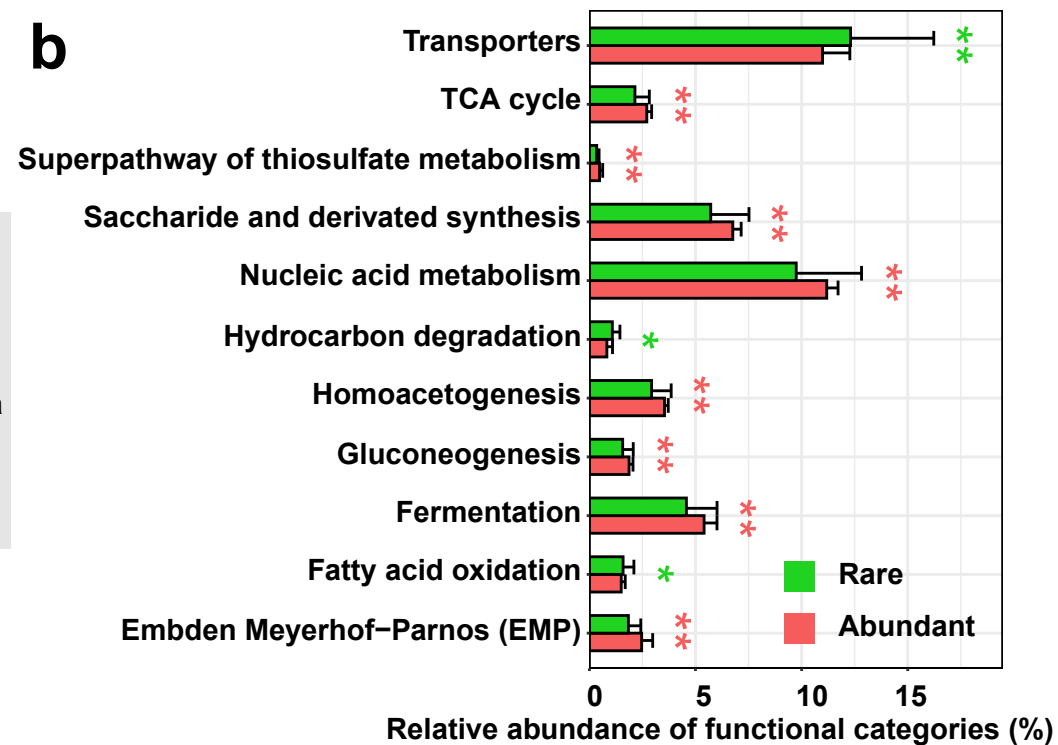 b
Transporters
**
TCA cycle
**
Superpathway of thiosulfate metabolism
**
Saccharide and derivated synthesis
**
Nucleic acid metabolism
**
Hydrocarbon degradation
*
Homoacetogenesis
**
Gluconeogenesis
**
Fermentation
**
Fatty acid oxidation
*
Embden Meyerhof−Parnos (EMP)
**
Rare
Abundant
0 5 10 15
Relative abundance of functional categories (%)